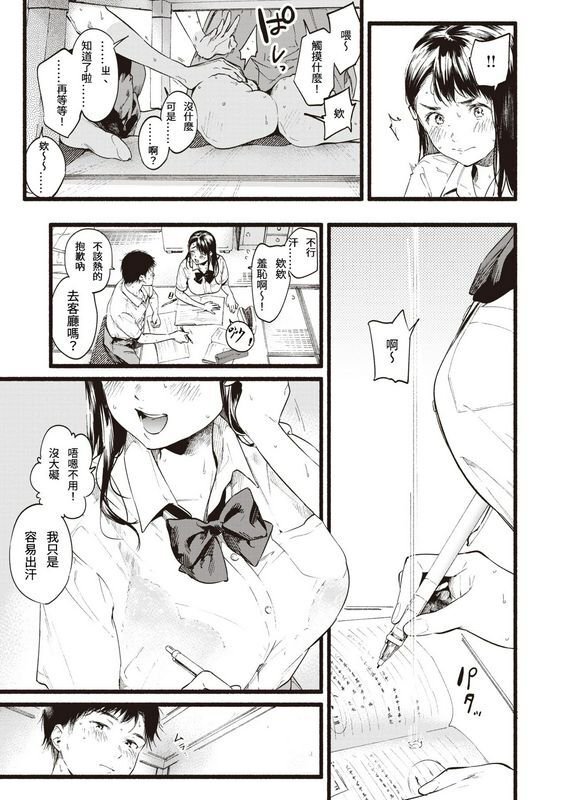 !!
喂～
觸摸什麼！
ぱっ
欸
沒什麼
可是
……啊？
……ㄓ、
知道了啦
……再等等！
欸～……
不行
汗…
欸欸
羞恥啊～！
不該熱的
抱歉吶
去客廳嗎？
啊～
唔嗯不用！
沒大礙
我只是
容易出汗